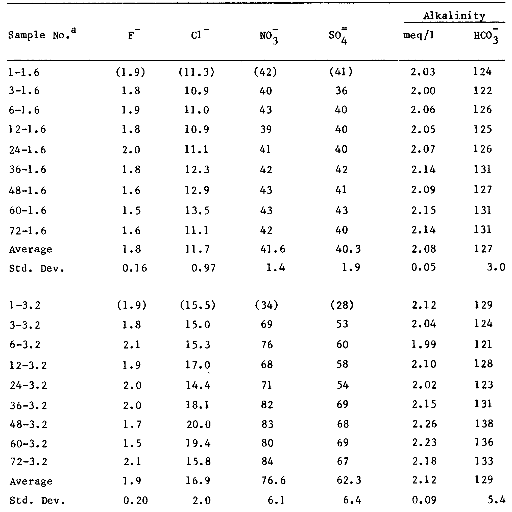 Alkalinity
Sample No.ª F⁻ Cl⁻ NO₃⁻ SO₄⁼ meq/l HCO₃⁻
1-1.6 (1.9) (11.3) (42) (41) 2.03 124
3-1.6 1.8 10.9 40 36 2.00 122
6-1.6 1.9 11.0 43 40 2.06 126
12-1.6 1.8 10.9 39 40 2.05 125
24-1.6 2.0 11.1 41 40 2.07 126
36-1.6 1.8 12.3 42 42 2.14 131
48-1.6 1.6 12.9 43 41 2.09 127
60-1.6 1.5 13.5 43 43 2.15 131
72-1.6 1.6 11.1 42 40 2.14 131
Average 1.8 11.7 41.6 40.3 2.08 127
Std. Dev. 0.16 0.97 1.4 1.9 0.05 3.0
1-3.2 (1.9) (15.5) (34) (28) 2.12 129
3-3.2 1.8 15.0 69 53 2.04 124
6-3.2 2.1 15.3 76 60 1.99 121
12-3.2 1.9 17.0 68 58 2.10 128
24-3.2 2.0 14.4 71 54 2.02 123
36-3.2 2.0 18.1 82 69 2.15 131
48-3.2 1.7 20.0 83 68 2.26 138
60-3.2 1.5 19.4 80 69 2.23 136
72-3.2 2.1 15.8 84 67 2.18 133
Average 1.9 16.9 76.6 62.3 2.12 129
Std. Dev. 0.20 2.0 6.1 6.4 0.09 5.4